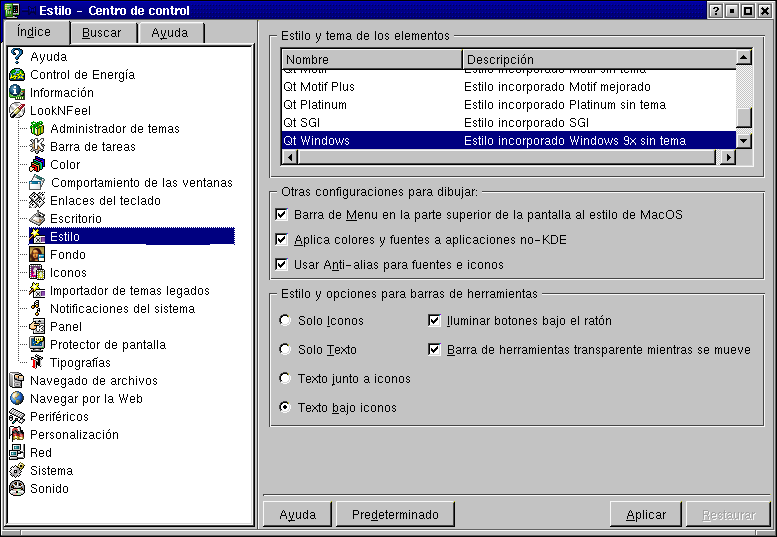 Estilo - Centro de control
Índice
Buscar
Ayuda
Ayuda
Control de Energía
Información
LookNFeel
Administrador de temas
Barra de tareas
Color
Comportamiento de las ventanas
Enlaces del teclado
Escritorio
Estilo
Fondo
Iconos
Importador de temas legados
Notificaciones del sistema
Panel
Protector de pantalla
Tipografías
Navegado de archivos
Navegar por la Web
Periféricos
Personalización
Red
Sistema
Sonido
Estilo y tema de los elementos
Nombre Descripción
Qt Motif Estilo incorporado Motif sin tema
Qt Motif Plus Estilo incorporado Motif mejorado
Qt Platinum Estilo incorporado Platinum sin tema
Qt SGI Estilo incorporado SGI
Qt Windows Estilo incorporado Windows 9x sin tema
Otras configuraciones para dibujar:
Barra de Menu en la parte superior de la pantalla al estilo de MacOS
Aplica colores y fuentes a aplicaciones no-KDE
Usar Anti-alias para fuentes e iconos
Estilo y opciones para barras de herramientas
Solo Iconos
Iluminar botones bajo el ratón
Solo Texto
Barra de herramientas transparente mientras se mueve
Texto junto a iconos
Texto bajo iconos
Ayuda
Predeterminado
Aplicar
Restaurar